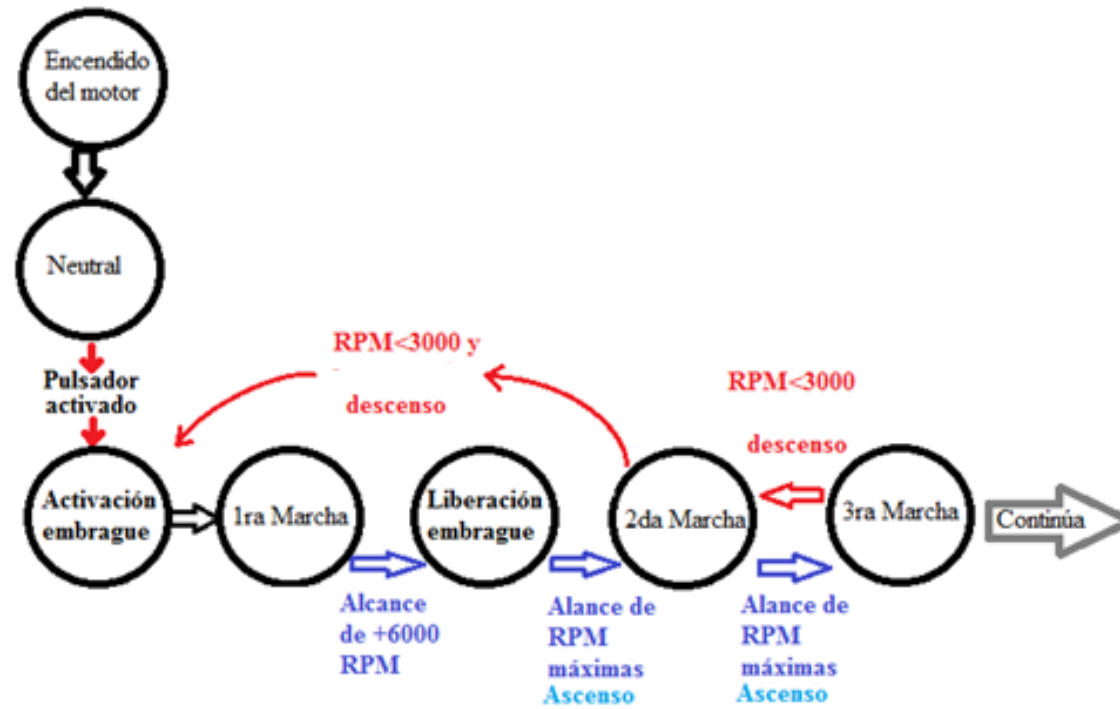 Encendido
del motor
Neutral
Pulsador
activado
RPM<3000 y
descenso
RPM<3000
descenso
Activación
embrague
1ra Marcha
Liberación
embrague
2da Marcha
3ra Marcha
Continúa
Alcance
de +6000
RPM
Alance de
RPM
máximas
Ascenso
Alance de
RPM
máximas
Ascenso